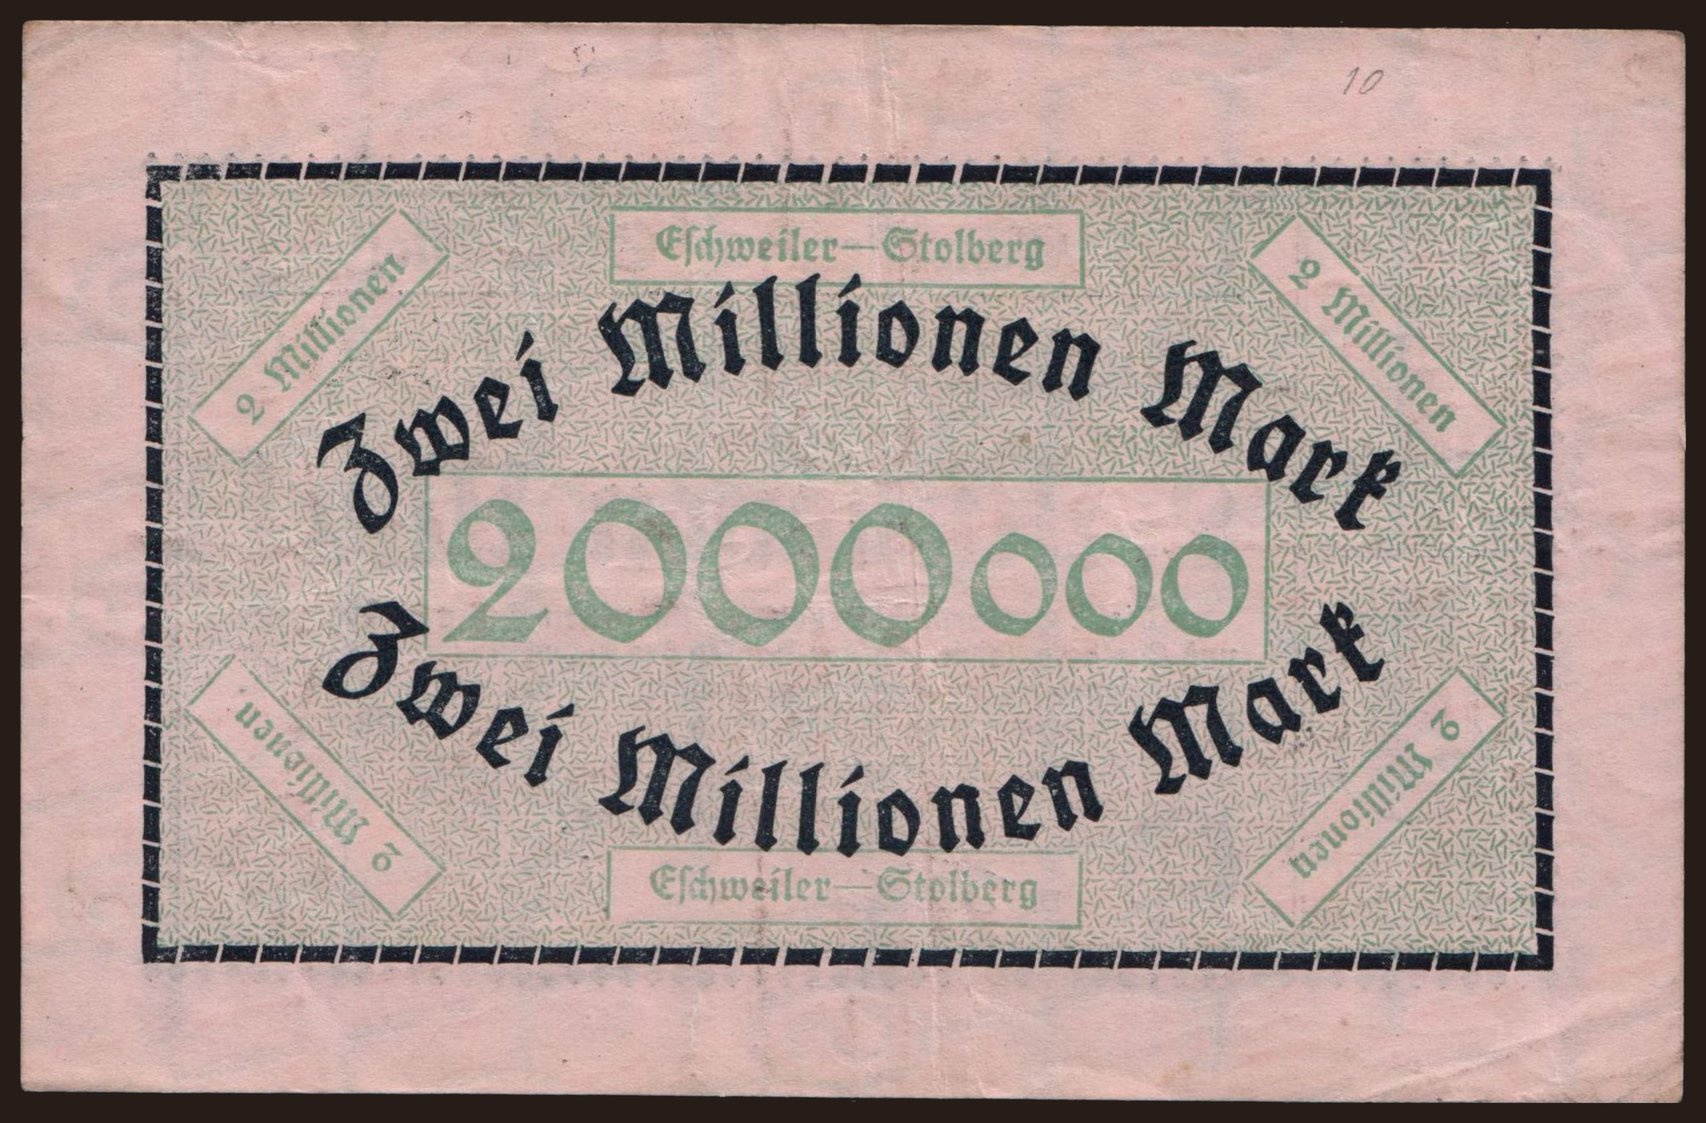 10
Eschweiler—Stolberg
2 Millionen
2 Millionen
Zwei Millionen Mark
2000000
Zwei Millionen Mark
2 Millionen
2 Millionen
Eschweiler—Stolberg